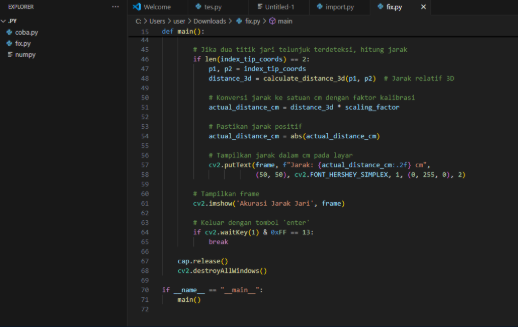 EXPLORER ...
Welcome tes.py Untitled-1 import.py fix.py
.PY
coba.py
fix.py
numpy
C: > Users > user > Downloads > fix.py > main
15 def main():
44
45 # Jika dua titik jari telunjuk terdeteksi, hitung jarak
46 if len(index_tip_coords) == 2:
47 p1, p2 = index_tip_coords
48 distance_3d = calculate_distance_3d(p1, p2) # Jarak relatif 3D
49
50 # Konversi jarak ke satuan cm dengan faktor kalibrasi
51 actual_distance_cm = distance_3d * scaling_factor
52
53 # Pastikan jarak positif
54 actual_distance_cm = abs(actual_distance_cm)
55
56 # Tampilkan jarak dalam cm pada layar
57 cv2.putText(frame, f"Jarak: {actual_distance_cm:.2f} cm",
58 (50, 50), cv2.FONT_HERSHEY_SIMPLEX, 1, (0, 255, 0), 2)
59
60 # Tampilkan frame
61 cv2.imshow('Akurasi Jarak Jari', frame)
62
63 # Keluar dengan tombol 'enter'
64 if cv2.waitKey(1) & 0xFF == 13:
65 break
66
67 cap.release()
68 cv2.destroyAllWindows()
69
70 if __name__ == "__main__":
71 main()
72